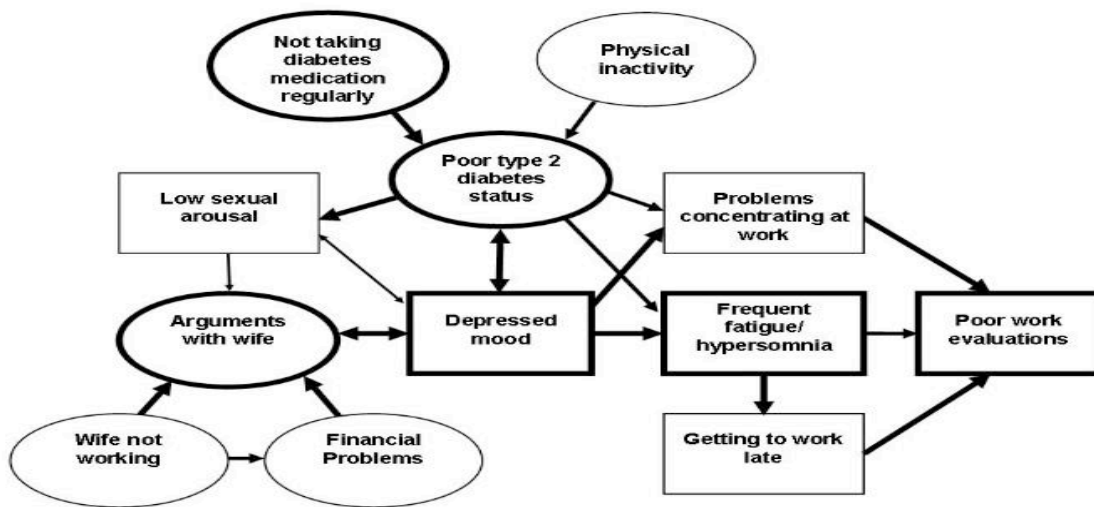 Not taking
diabetes
medication
regularly
Physical
inactivity
Poor type 2
diabetes
status
Low sexual
arousal
Problems
concentrating at
work
Arguments
with wife
Depressed
mood
Frequent
fatigue/
hypersomnia
Poor work
evaluations
Wife not
working
Financial
Problems
Getting to work
late